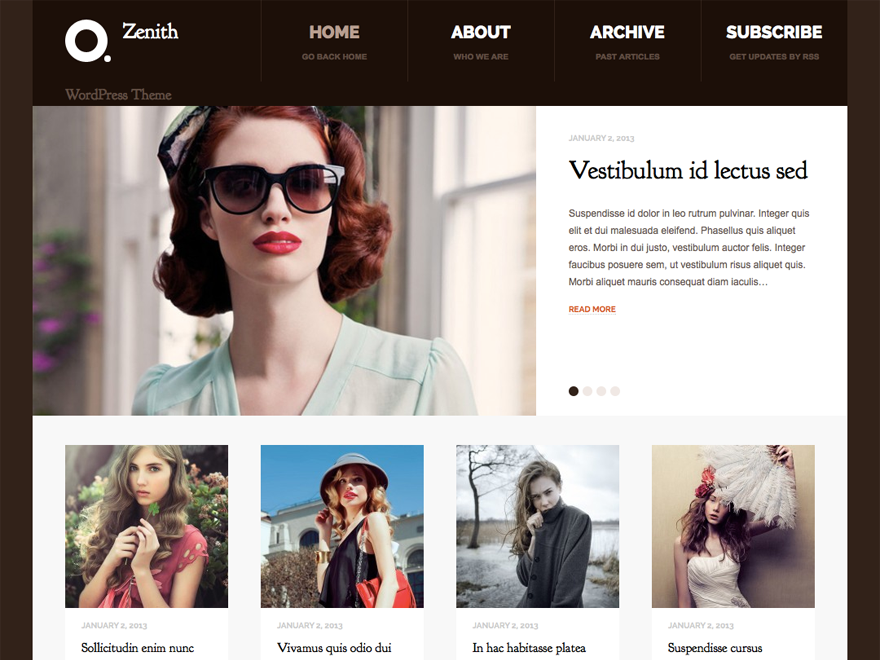 Zenith
WordPress Theme
HOME
GO BACK HOME
ABOUT
WHO WE ARE
ARCHIVE
PAST ARTICLES
SUBSCRIBE
GET UPDATES BY RSS
JANUARY 2, 2013
Vestibulum id lectus sed
Suspendisse id dolor in leo rutrum pulvinar. Integer quis
elit et dui malesuada eleifend. Phasellus quis aliquet
eros. Morbi in dui justo, vestibulum auctor felis. Integer
faucibus posuere sem, ut vestibulum risus aliquet quis.
Morbi aliquet mauris consequat diam iaculis…
READ MORE
JANUARY 2, 2013
Sollicitudin enim nunc
JANUARY 2, 2013
Vivamus quis odio dui
JANUARY 2, 2013
In hac habitasse platea
JANUARY 2, 2013
Suspendisse cursus